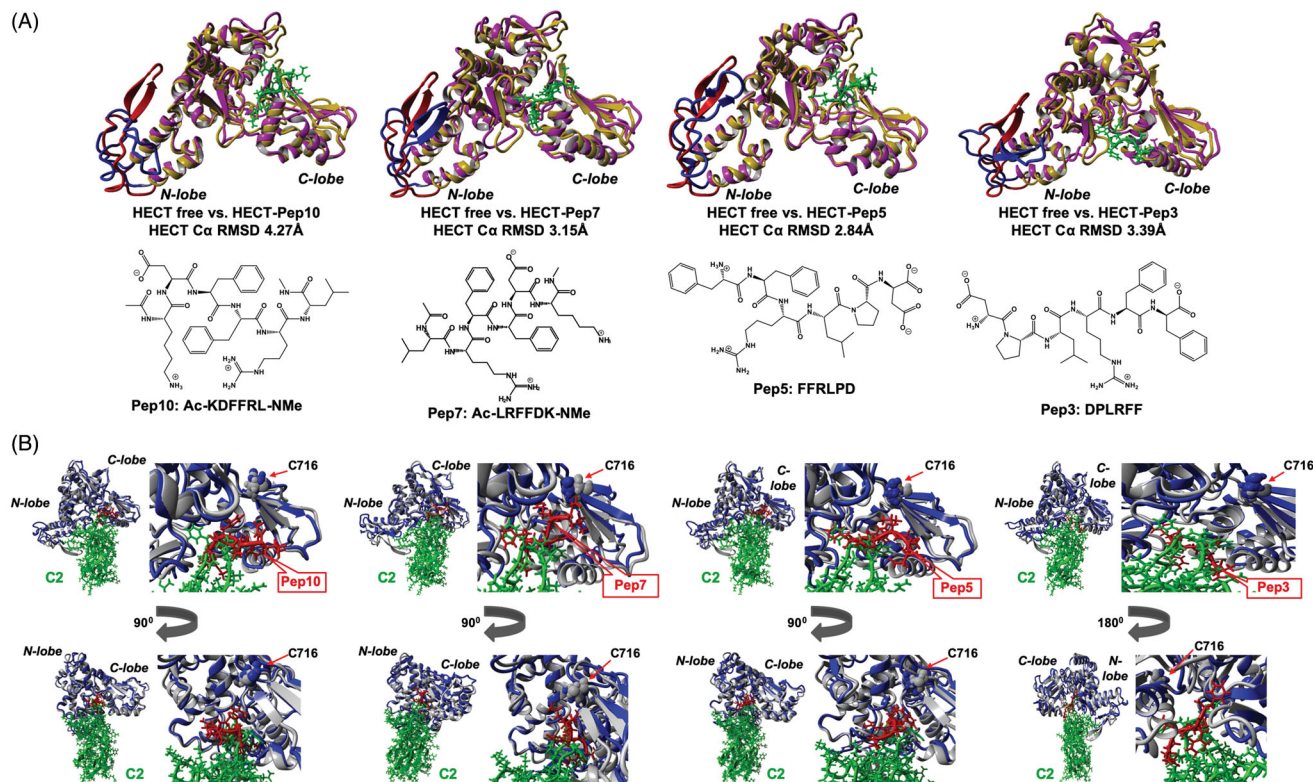 (A)
N-lobe
C-lobe
HECT free vs. HECT-Pep10
HECT Cα RMSD 4.27Å
N-lobe
C-lobe
HECT free vs. HECT-Pep7
HECT Cα RMSD 3.15Å
N-lobe
C-lobe
HECT free vs. HECT-Pep5
HECT Cα RMSD 2.84Å
N-lobe
C-lobe
HECT free vs. HECT-Pep3
HECT Cα RMSD 3.39Å
Pep10: Ac-KDFFRL-NMe
Pep7: Ac-LRFFDK-NMe
Pep5: FFRLPD
Pep3: DPLRFF
(B)
C-lobe
N-lobe
C2
C716
Pep10
C-lobe
N-lobe
C2
C716
Pep7
C-
lobe
N-lobe
C2
C716
Pep5
C-
lobe
N-lobe
C2
C716
Pep3
90⁰
90⁰
90⁰
180⁰
N-lobe
C-lobe
C2
C716
N-lobe
C-lobe
C2
C716
N-lobe
C-lobe
C2
C716
C-lobe
N-
lobe
C2
C716